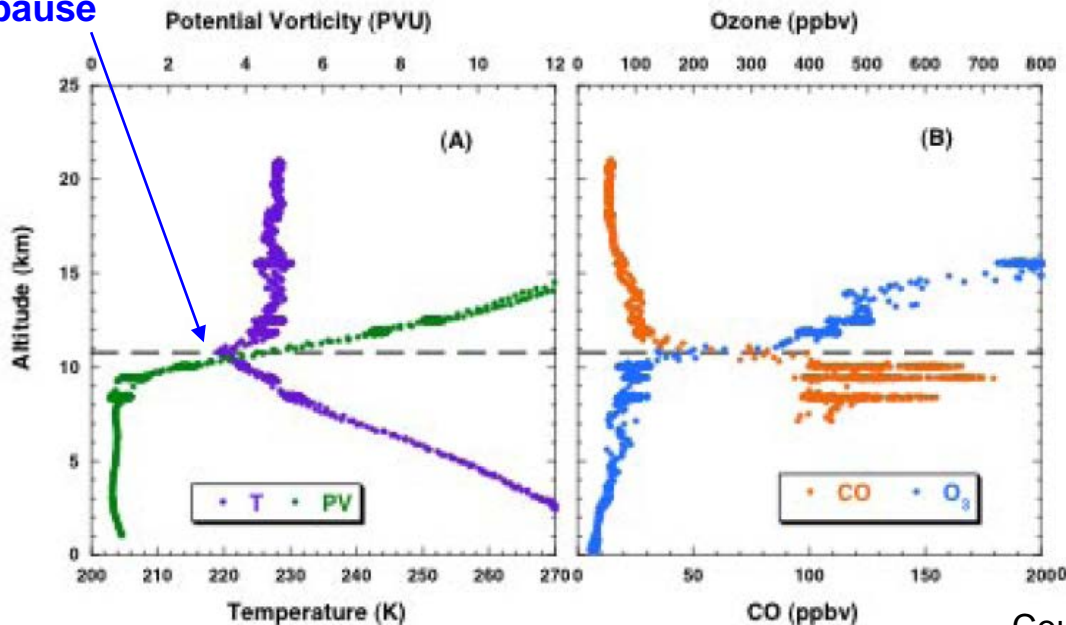 pause
Potential Vorticity (PVU)
0 2 4 6 8 10 12
Ozone (ppbv)
0 100 200 300 400 500 600 700 800
Altitude (km)
25
20
15
10
5
0
(A)
(B)
T PV
CO O₃
200 210 220 230 240 250 260 270
0 50 100 150 2000
Temperature (K)
CO (ppbv)